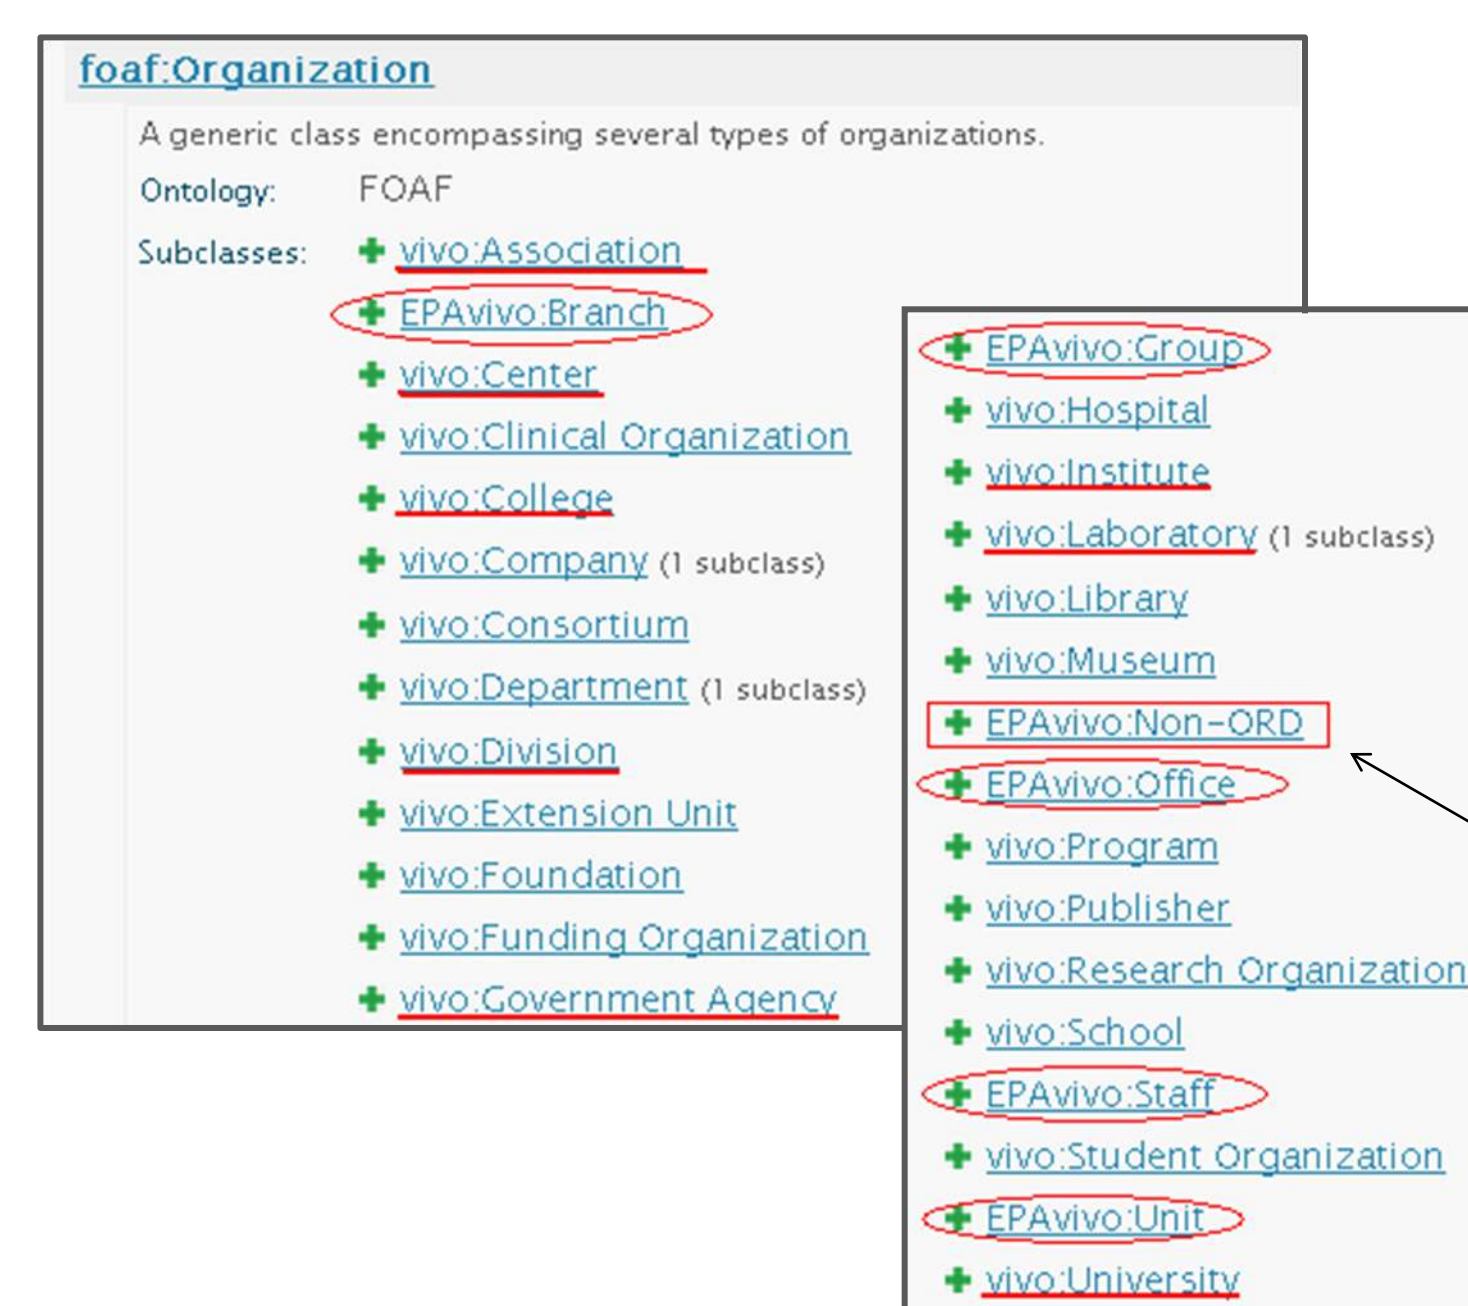 foaf:Organization
A generic class encompassing several types of organizations.
Ontology: FOAF
Subclasses: vivo:Association
EPAvivo:Branch
vivo:Center
vivo:Clinical Organization
vivo:College
vivo:Company (1 subclass)
vivo:Consortium
vivo:Department (1 subclass)
vivo:Division
vivo:Extension Unit
vivo:Foundation
vivo:Funding Organization
vivo:Government Agency
EPAvivo:Group
vivo:Hospital
vivo:Institute
vivo:Laboratory (1 subclass)
vivo:Library
vivo:Museum
EPAvivo:Non-ORD
EPAvivo:Office
vivo:Program
vivo:Publisher
vivo:Research Organization
vivo:School
EPAvivo:Staff
vivo:Student Organization
EPAvivo:Unit
vivo:University